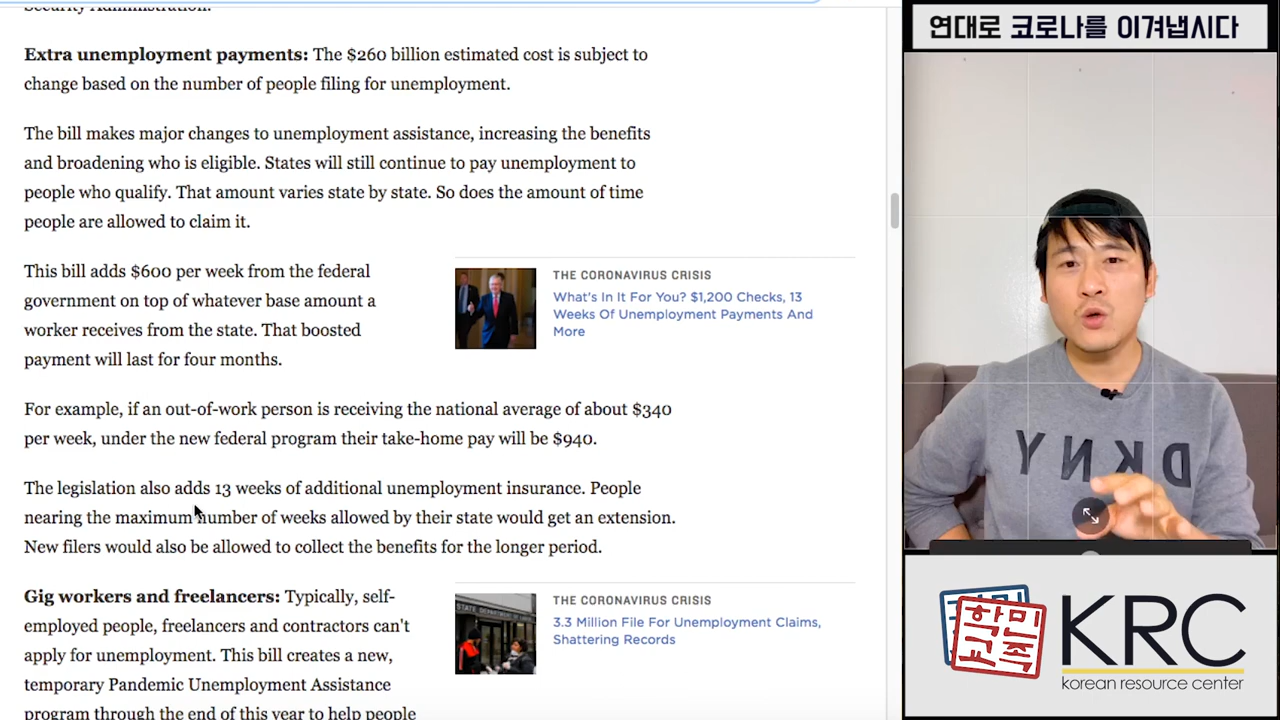 Security Administration.
Extra unemployment payments: The $260 billion estimated cost is subject to
change based on the number of people filing for unemployment.
The bill makes major changes to unemployment assistance, increasing the benefits
and broadening who is eligible. States will still continue to pay unemployment to
people who qualify. That amount varies state by state. So does the amount of time
people are allowed to claim it.
This bill adds $600 per week from the federal
government on top of whatever base amount a
worker receives from the state. That boosted
payment will last for four months.
THE CORONAVIRUS CRISIS
What's In It For You? $1,200 Checks, 13
Weeks Of Unemployment Payments And
More
For example, if an out-of-work person is receiving the national average of about $340
per week, under the new federal program their take-home pay will be $940.
The legislation also adds 13 weeks of additional unemployment insurance. People
nearing the maximum number of weeks allowed by their state would get an extension.
New filers would also be allowed to collect the benefits for the longer period.
Gig workers and freelancers: Typically, self-
employed people, freelancers and contractors can't
apply for unemployment. This bill creates a new,
temporary Pandemic Unemployment Assistance
program through the end of this year to help people
THE CORONAVIRUS CRISIS
3.3 Million File For Unemployment Claims,
Shattering Records
연대로 코로나를 이겨냅시다
DKNY
민족
학교
KRC
korean resource center